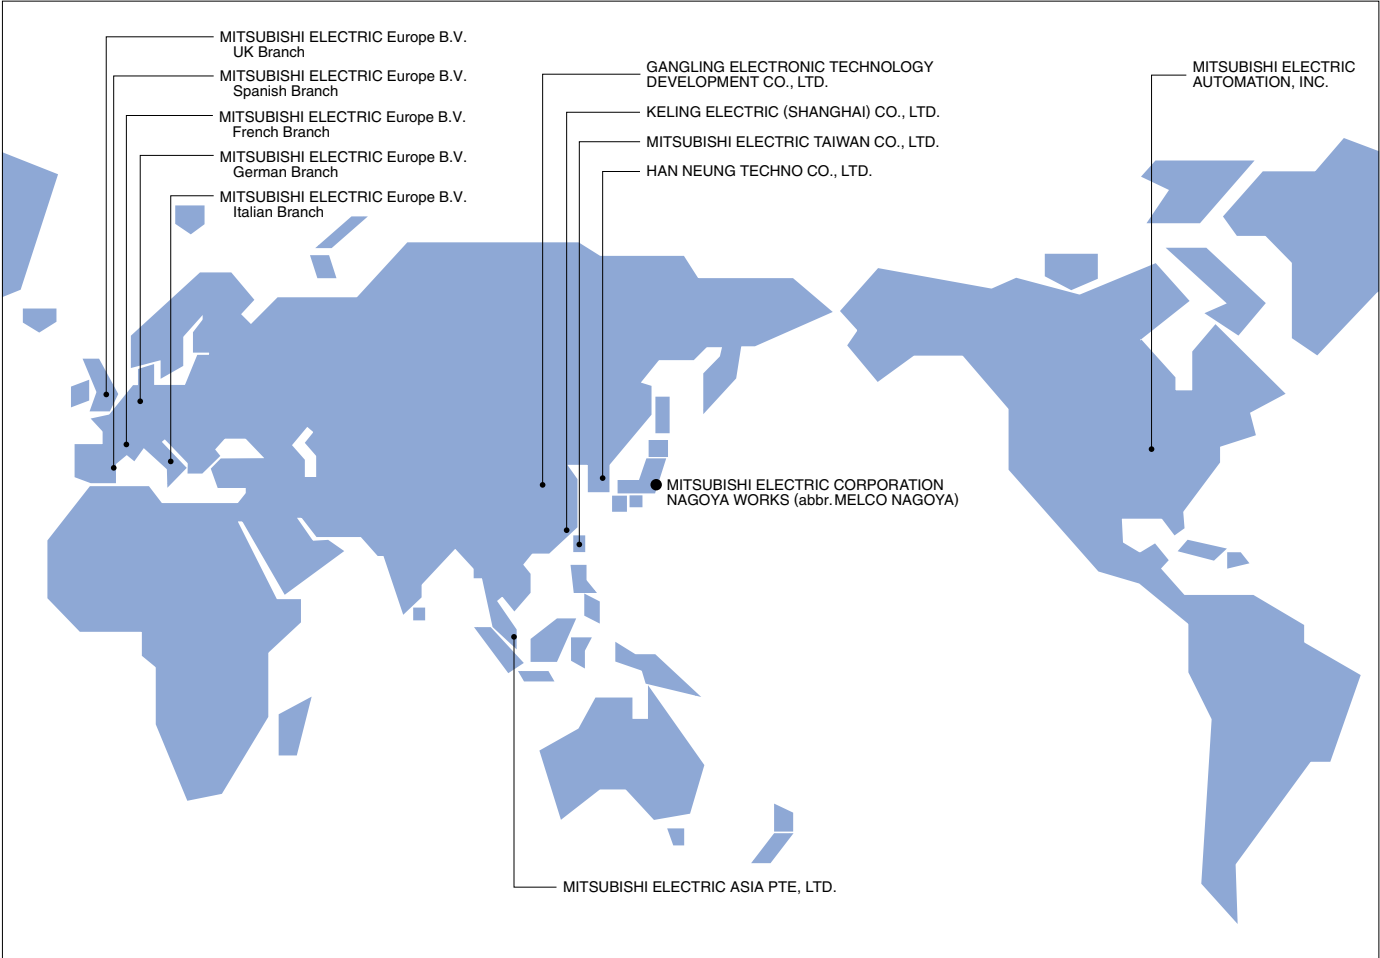 MITSUBISHI ELECTRIC Europe B.V.
UK Branch
MITSUBISHI ELECTRIC Europe B.V.
Spanish Branch
MITSUBISHI ELECTRIC Europe B.V.
French Branch
MITSUBISHI ELECTRIC Europe B.V.
German Branch
MITSUBISHI ELECTRIC Europe B.V.
Italian Branch
GANGLING ELECTRONIC TECHNOLOGY
DEVELOPMENT CO., LTD.
KELING ELECTRIC (SHANGHAI) CO., LTD.
MITSUBISHI ELECTRIC TAIWAN CO., LTD.
HAN NEUNG TECHNO CO., LTD.
MITSUBISHI ELECTRIC
AUTOMATION, INC.
MITSUBISHI ELECTRIC CORPORATION
NAGOYA WORKS (abbr.MELCO NAGOYA)
MITSUBISHI ELECTRIC ASIA PTE, LTD.